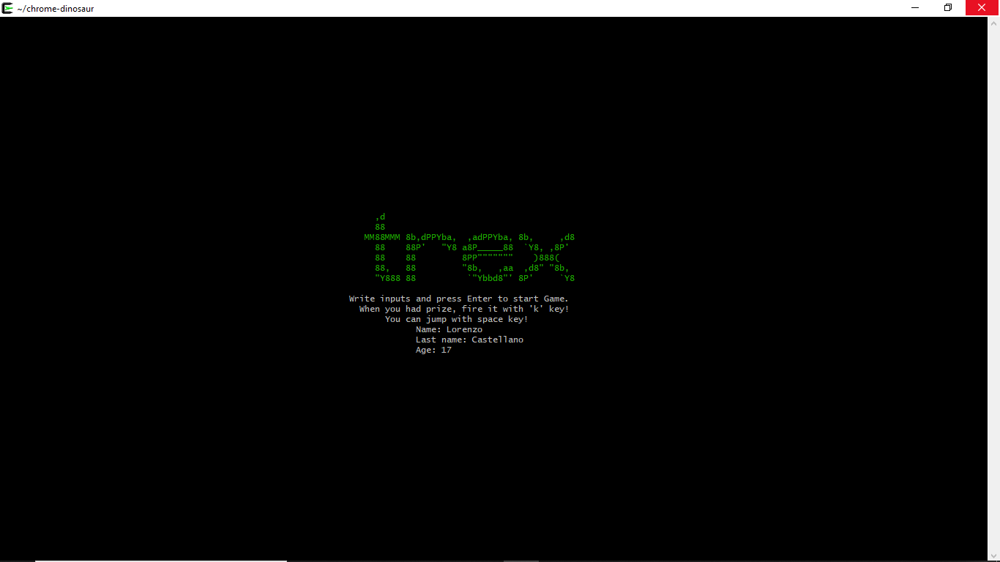 ~/chrome-dinosaur
,d
88
MM88MMM 8b,dPPYba,  ,adPPYba, 8b,     ,d8
88    88P'   "Y8 a8P_____88  `Y8, ,8P'
88    88         8PP"""""""    )888(
88,   88         "8b,   ,aa  ,d8" "8b,
"Y888 88          `"Ybbd8"' 8P'     `Y8
Write inputs and press Enter to start Game.
When you had prize, fire it with 'k' key!
You can jump with space key!
Name: Lorenzo
Last name: Castellano
Age: 17